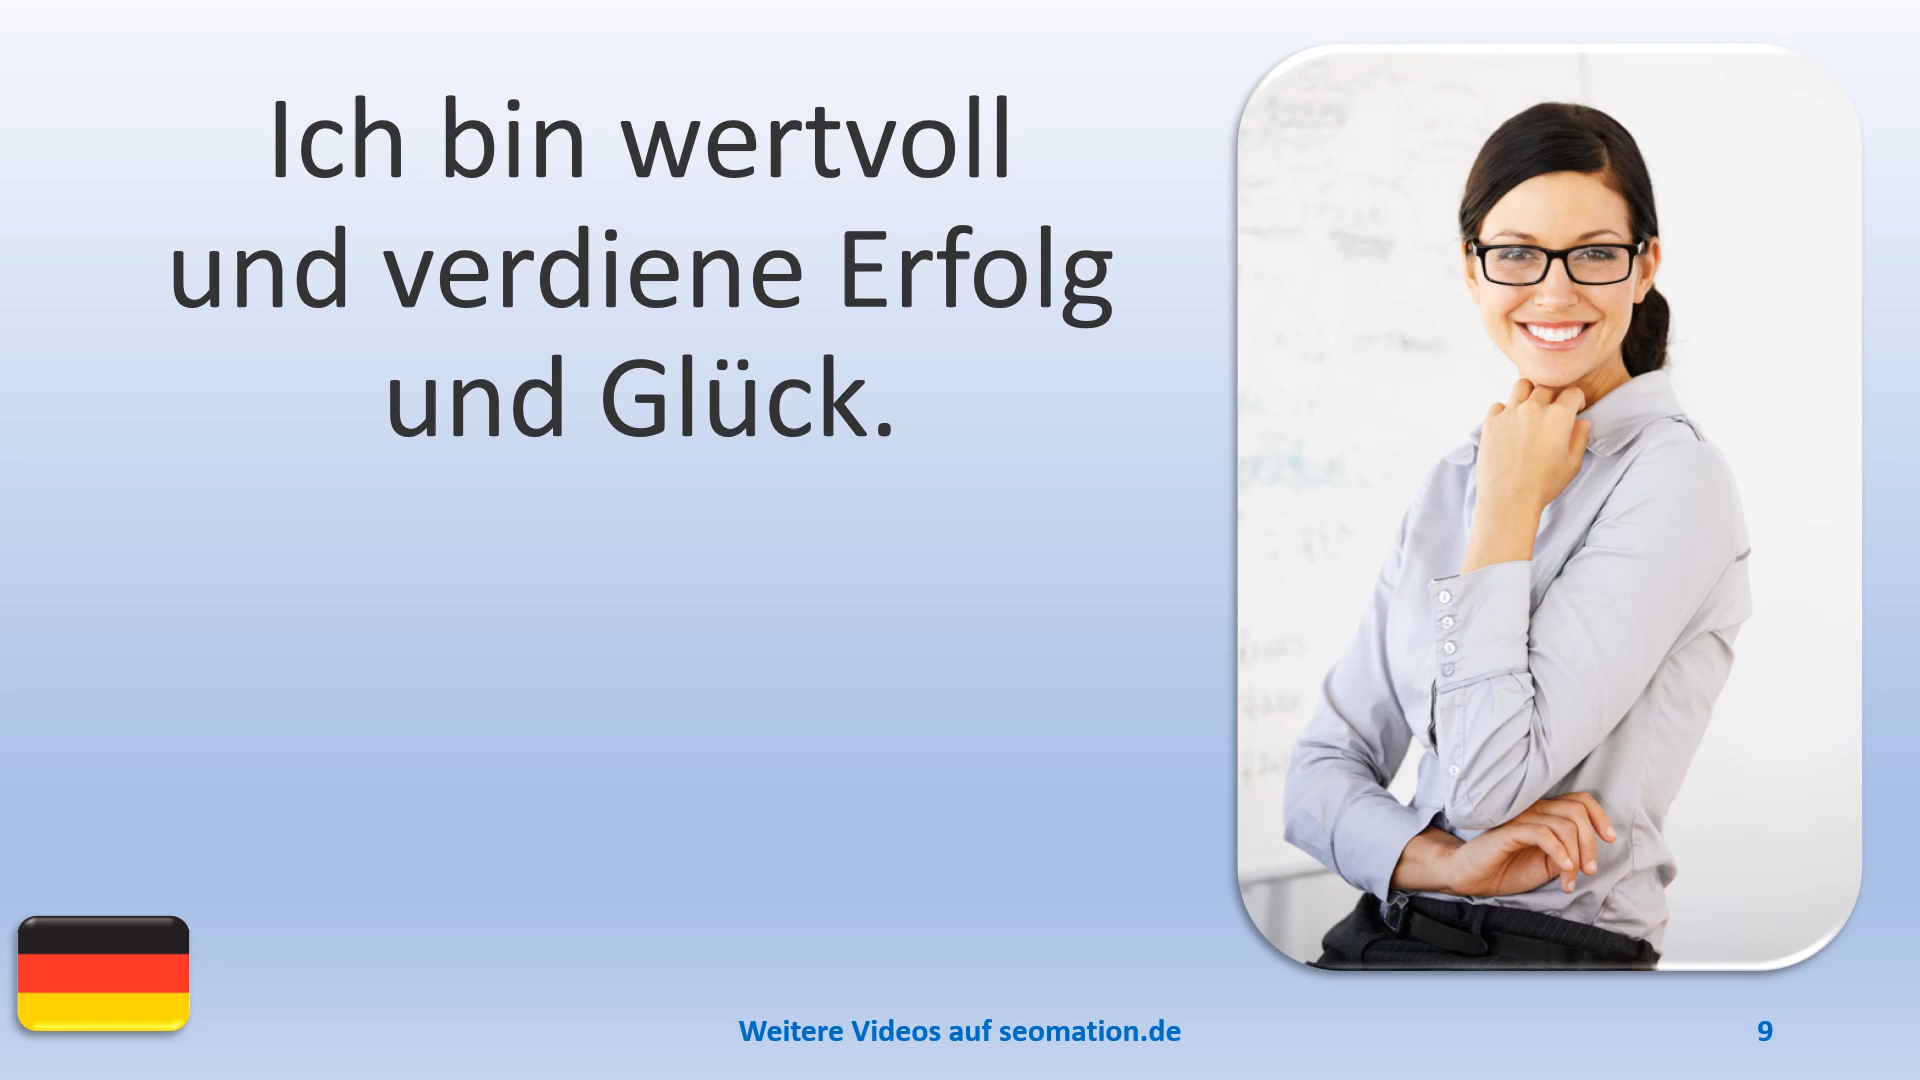 Ich bin wertvoll
und verdiene Erfolg
und Glück.
Weitere Videos auf seomation.de
9